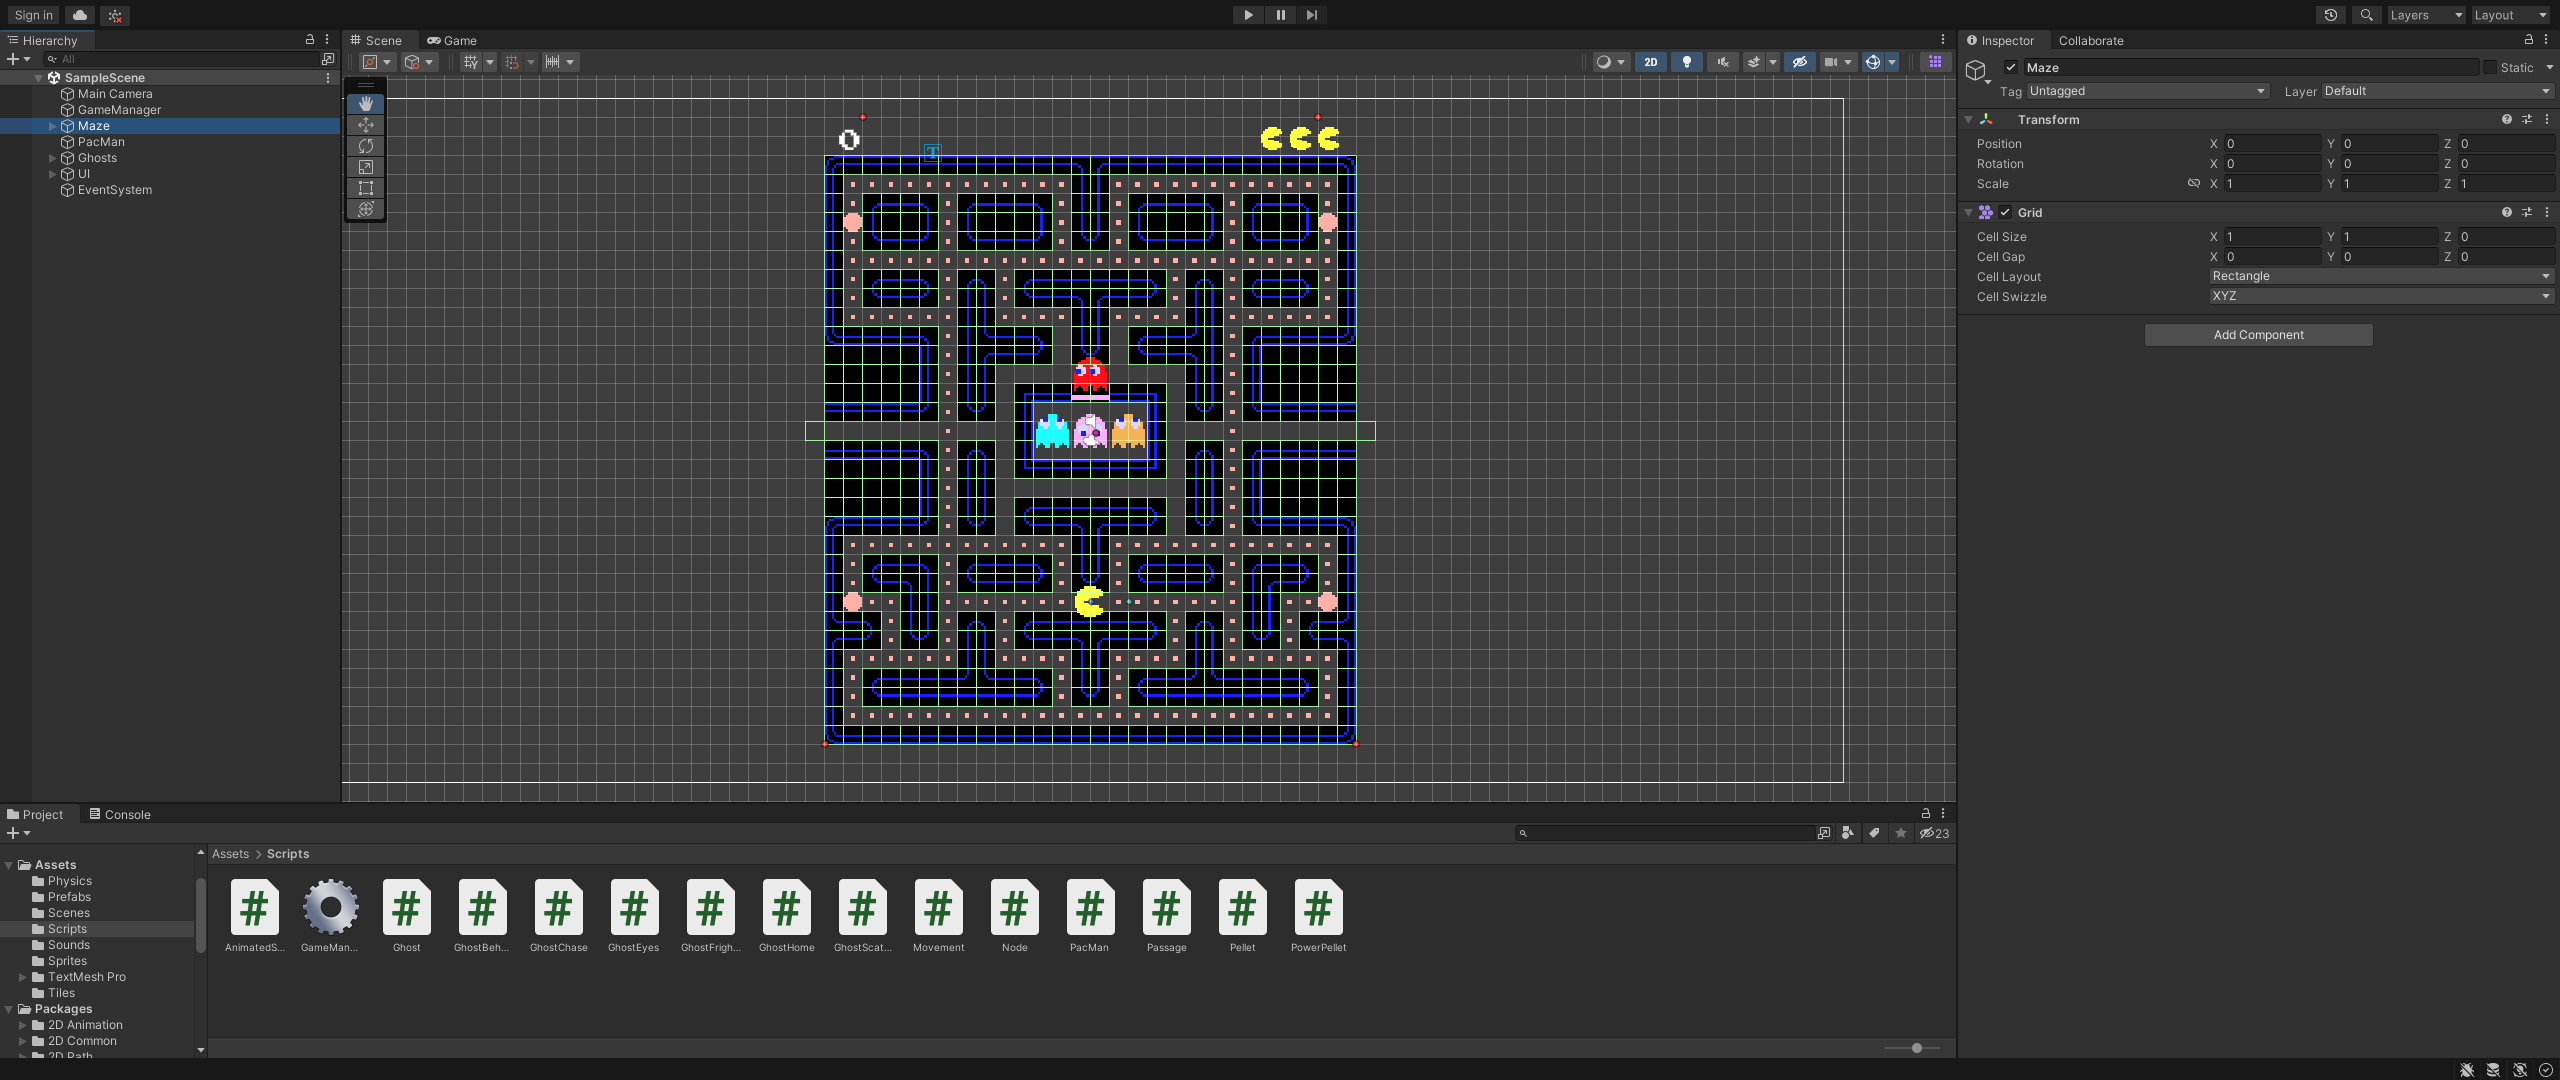 Sign in
Layers
Layout
Hierarchy
All
SampleScene
Main Camera
GameManager
Maze
PacMan
Ghosts
UI
EventSystem
Scene
Game
2D
0
T
Inspector
Collaborate
Maze
Static
Tag Untagged
Layer Default
Transform
Position X 0 Y 0 Z 0
Rotation X 0 Y 0 Z 0
Scale X 1 Y 1 Z 1
Grid
Cell Size X 1 Y 1 Z 0
Cell Gap X 0 Y 0 Z 0
Cell Layout Rectangle
Cell Swizzle XYZ
Add Component
Project
Console
23
Assets
Physics
Prefabs
Scenes
Scripts
Sounds
Sprites
TextMesh Pro
Tiles
Packages
2D Animation
2D Common
2D Path
Assets > Scripts
AnimatedS...
GameMan...
Ghost
GhostBeh...
GhostChase
GhostEyes
GhostFrigh...
GhostHome
GhostScat...
Movement
Node
PacMan
Passage
Pellet
PowerPellet